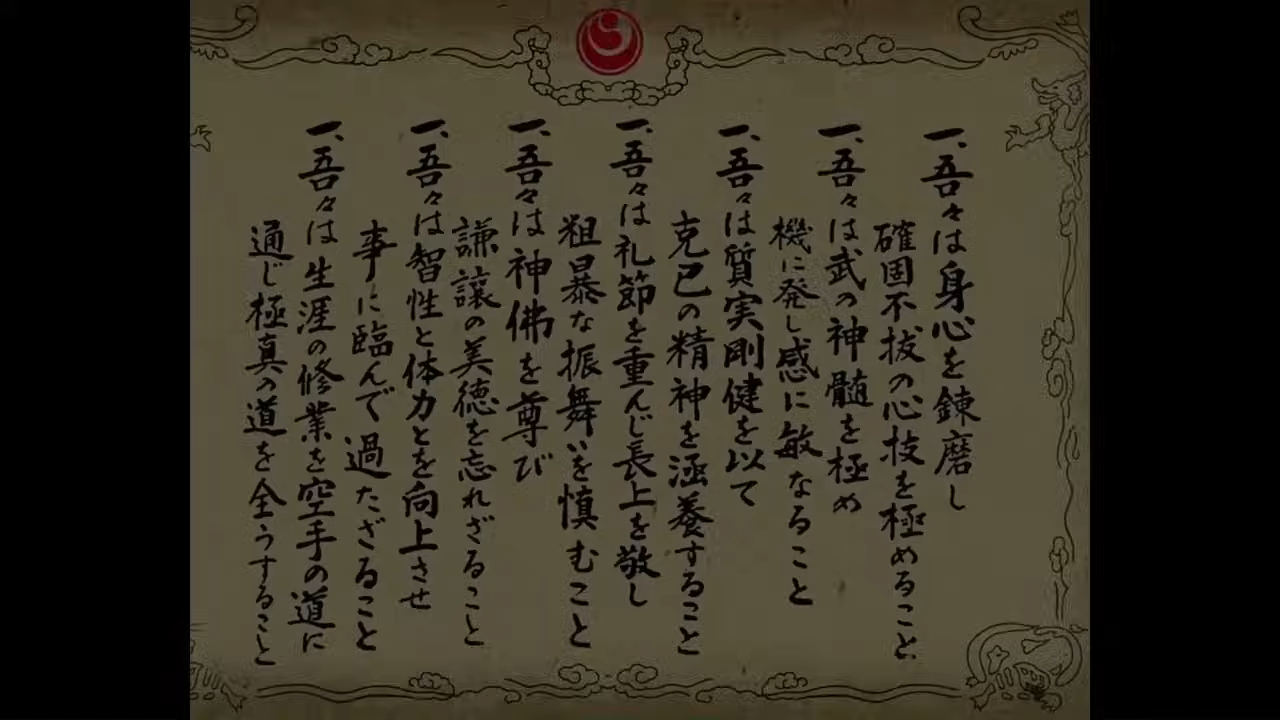 一、吾々は身心を錬磨し
確固不拔の心技を極めること
一、吾々は武の神髄を極め
機に発し感に敏なること
一、吾々は質実剛健を以て
克己の精神を涵養すること
一、吾々は礼節を重んじ長上を敬し
粗暴な振舞いを慎むこと
一、吾々は神佛を尊び
謙譲の美徳を忘れざること
一、吾々は智性と体力とを向上させ
事に臨んで過たざること
一、吾々は生涯の修業を空手の道に
通じ極真の道を全うすること